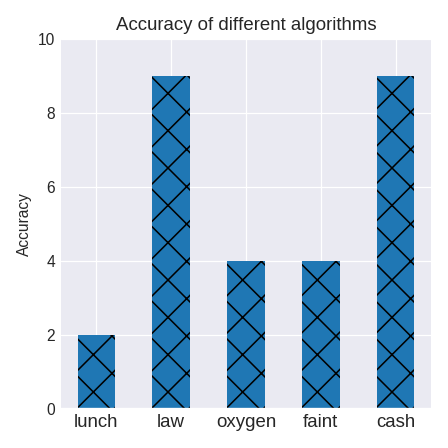 Accuracy of different algorithms
10
8
6
4
2
0
Accuracy
lunch law oxygen faint cash